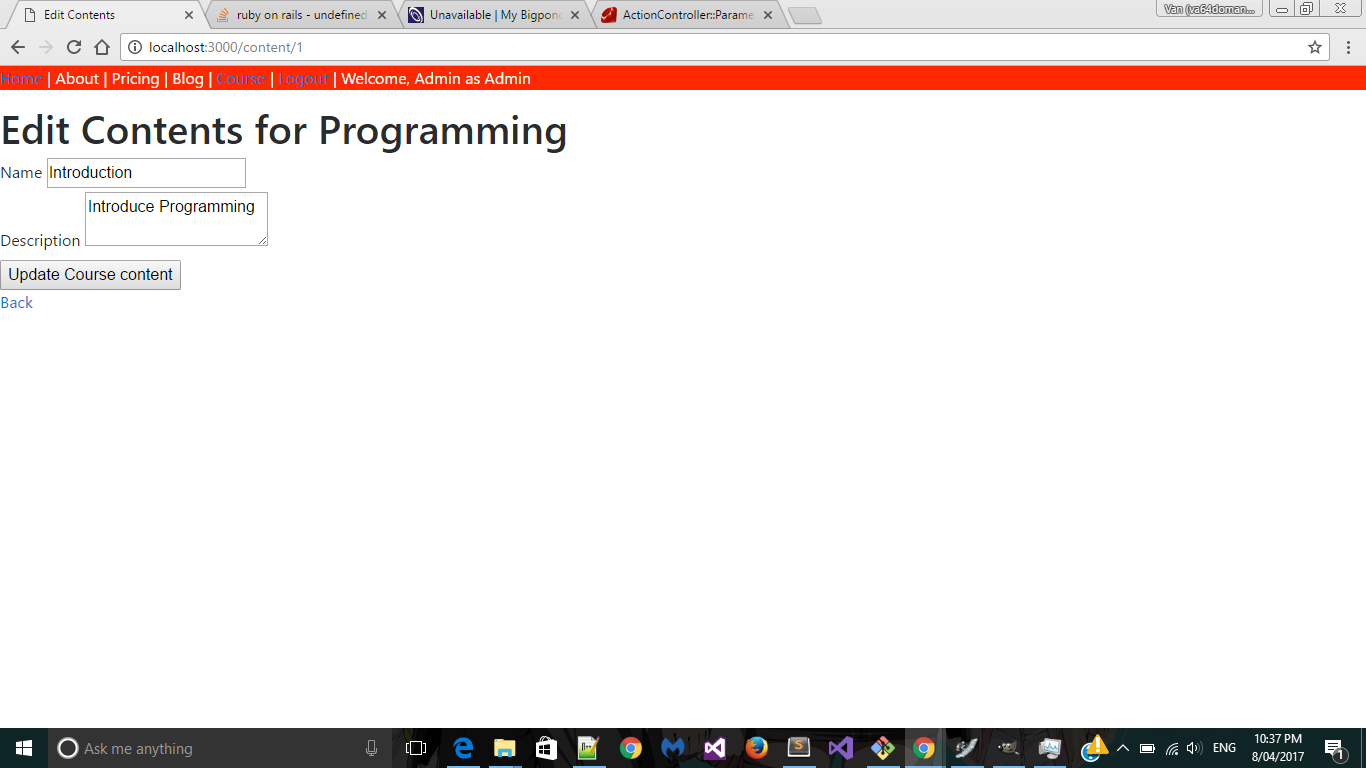 Edit Contents
ruby on rails - undefined
Unavailable | My Bigpond
ActionController::Parame
Van (va64doman...
localhost:3000/content/1
Home | About | Pricing | Blog | Course | Logout | Welcome, Admin as Admin
Edit Contents for Programming
Name Introduction
Introduce Programming
Description
Update Course content
Back
Ask me anything
ENG
10:37 PM
8/04/2017
1